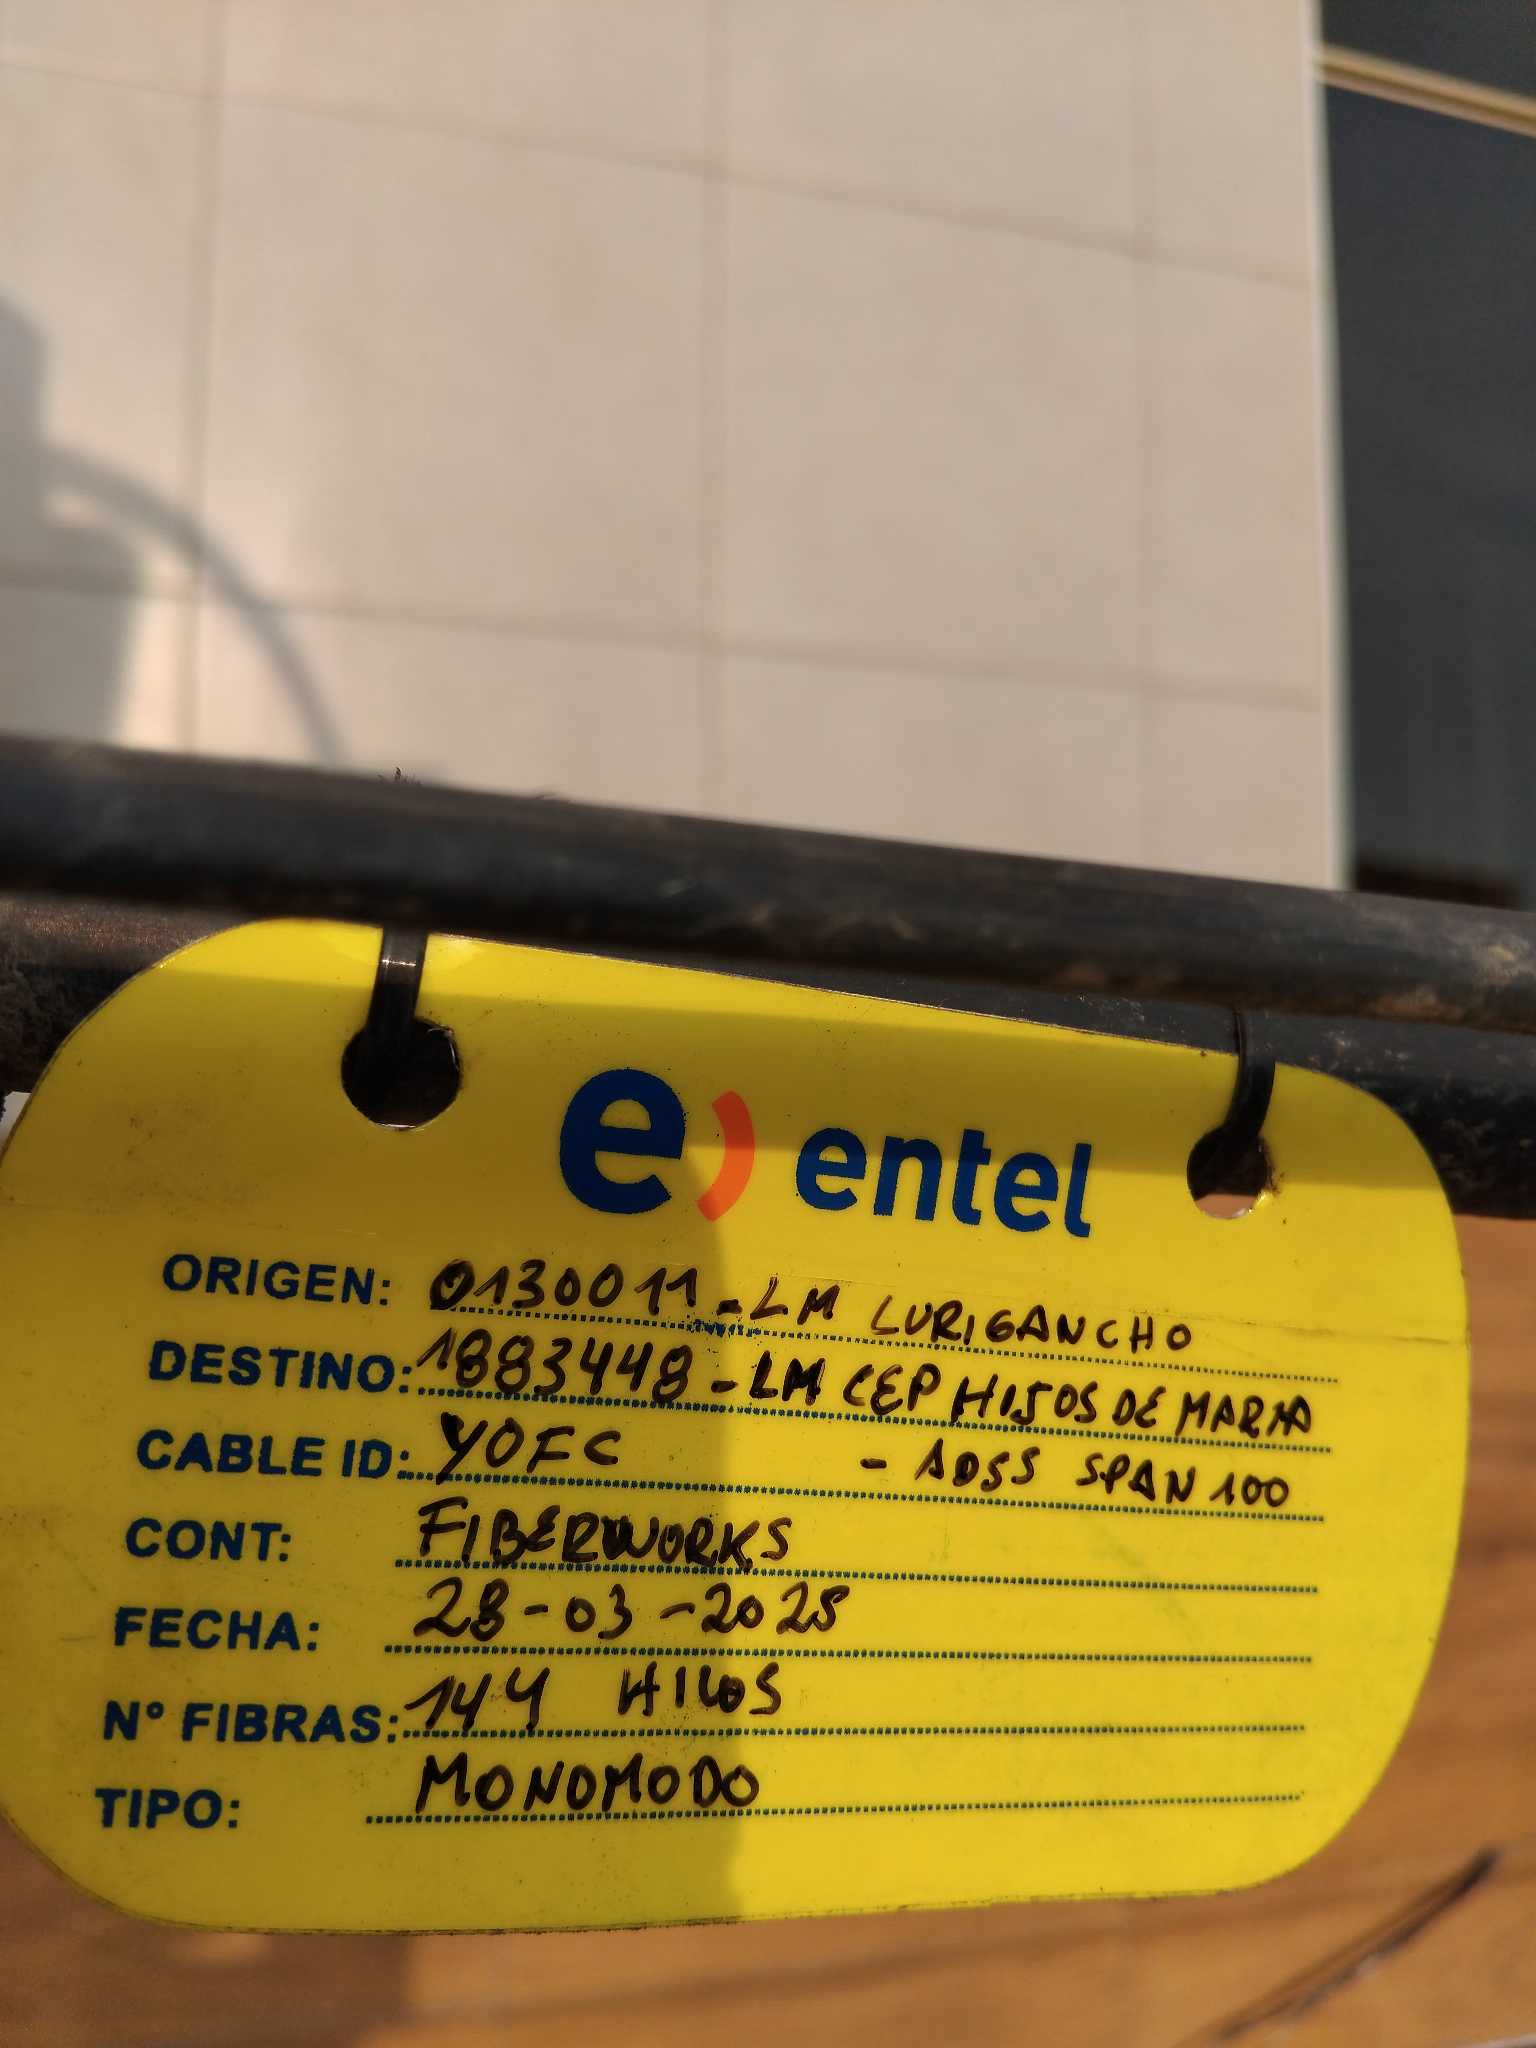 e) entel
ORIGEN: 0130011-LM LURIGANCHO
DESTINO: 1883448-LM CEP HIJOS DE MARIA
CABLE ID: YOFC - ADSS SPAN 100
CONT: FIBERWORKS
FECHA: 28-03-2025
N° FIBRAS: 144 HILOS
TIPO: MONOMODO